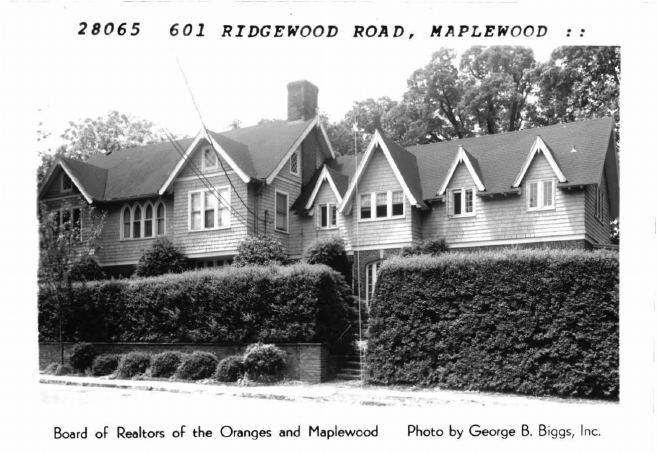 28065 601 RIDGEWOOD ROAD, MAPLEWOOD ::
Board of Realtors of the Oranges and Maplewood Photo by George B. Biggs, Inc.